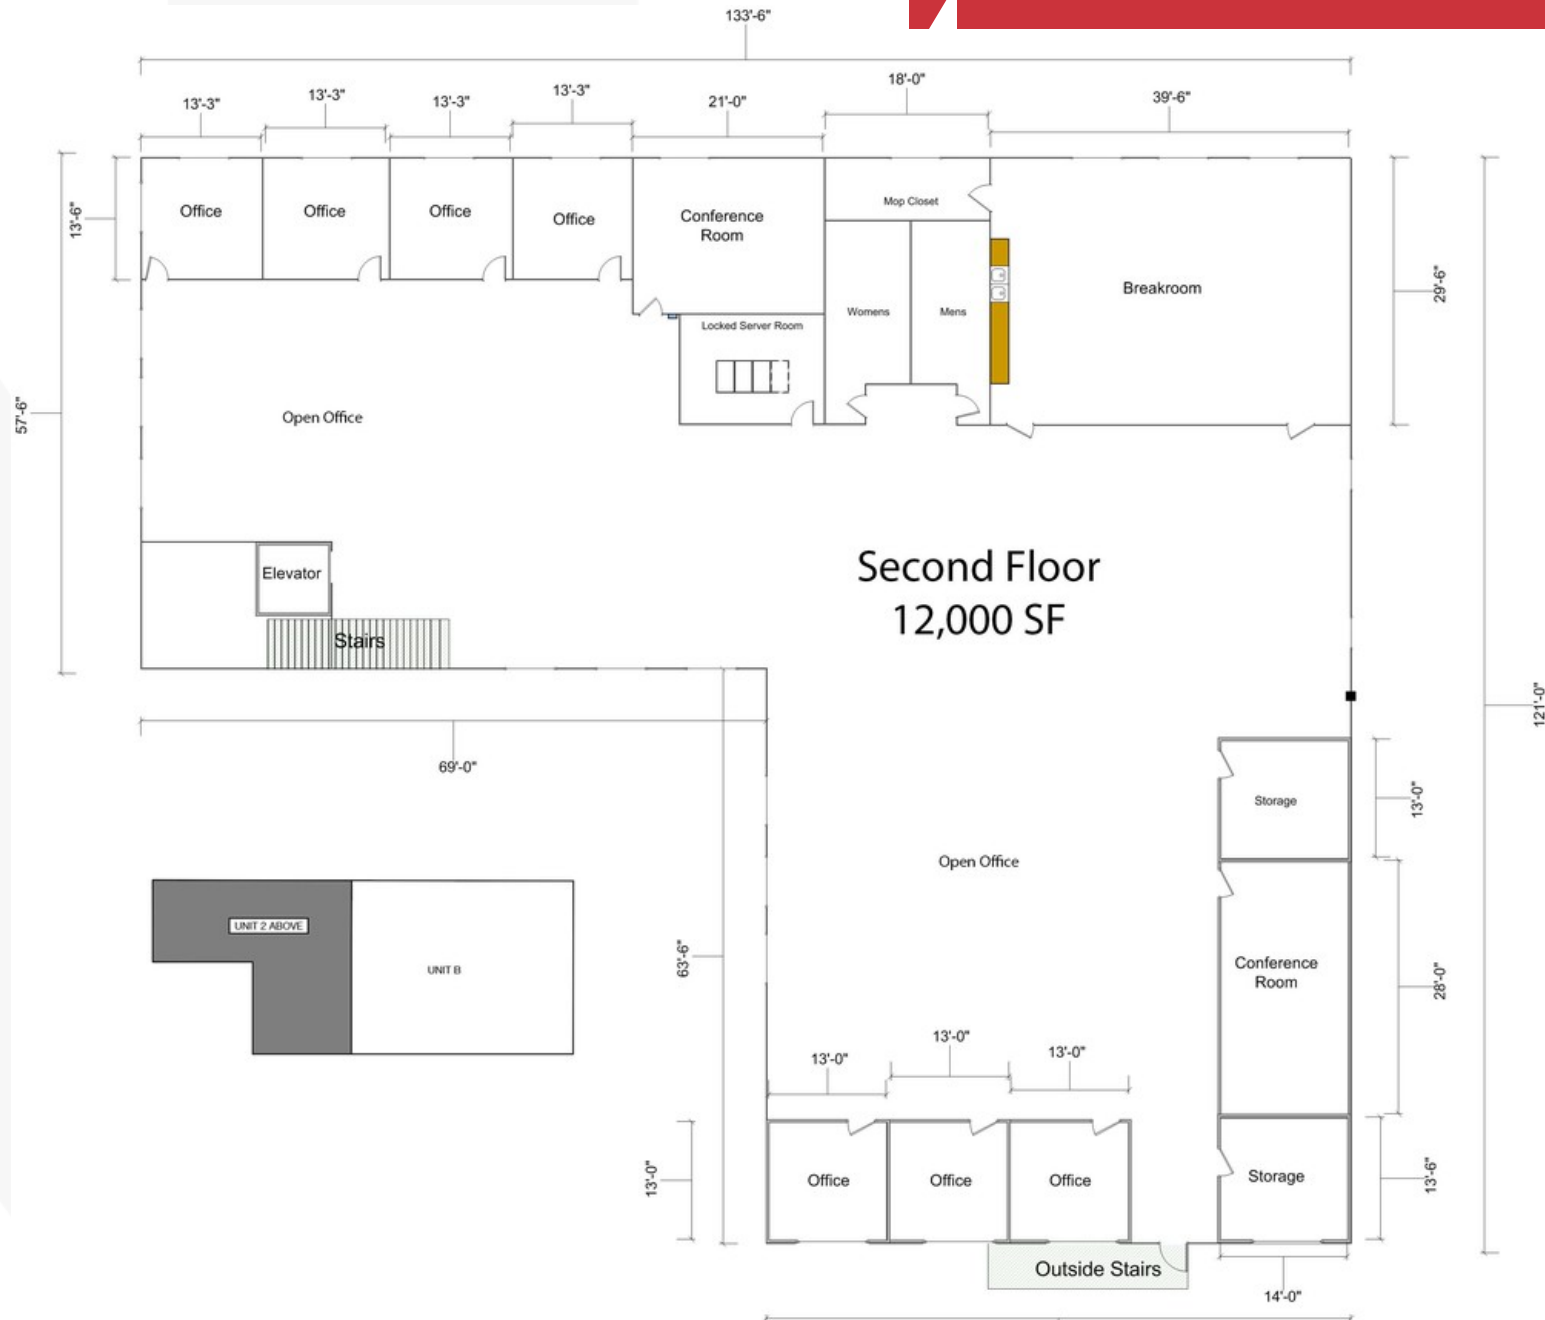 133'-6"
13'-3"
13'-3"
13'-3"
13'-3"
21'-0"
18'-0"
39'-6"
13'-6"
Office
Office
Office
Office
Conference
Room
Mop Closet
Womens
Mens
Breakroom
29'-6"
Locked Server Room
57'-6"
Open Office
Second Floor
12,000 SF
Elevator
Stairs
121'-0"
69'-0"
13'-0"
Storage
Open Office
UNIT 2 ABOVE
UNIT B
63'-6"
Conference
Room
28'-0"
13'-0"
13'-0"
13'-0"
13'-0"
Office
Office
Office
Storage
13'-6"
Outside Stairs
14'-0"